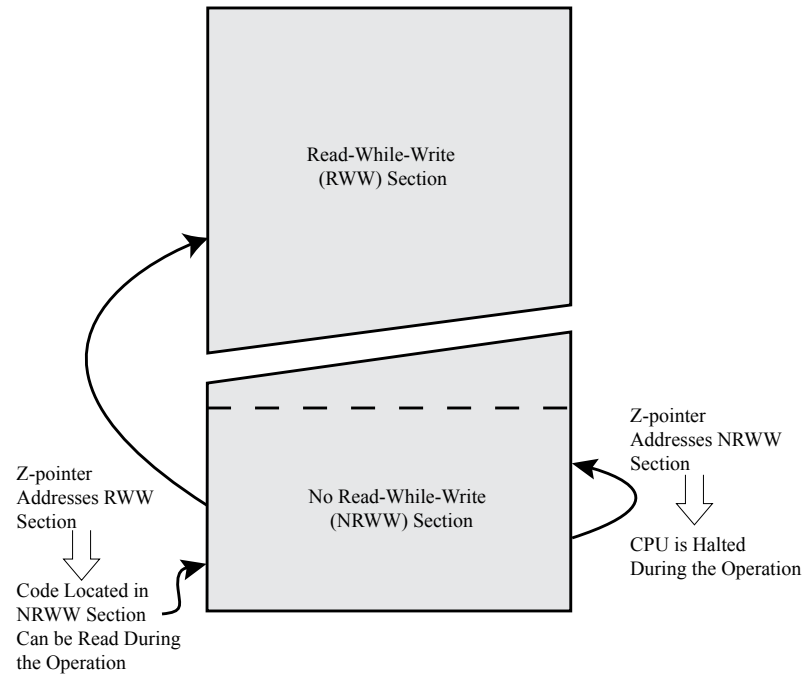 Read-While-Write
(RWW) Section
Z-pointer
Addresses NRWW
Section
Z-pointer
Addresses RWW
Section
No Read-While-Write
(NRWW) Section
CPU is Halted
During the Operation
Code Located in
NRWW Section
Can be Read During
the Operation